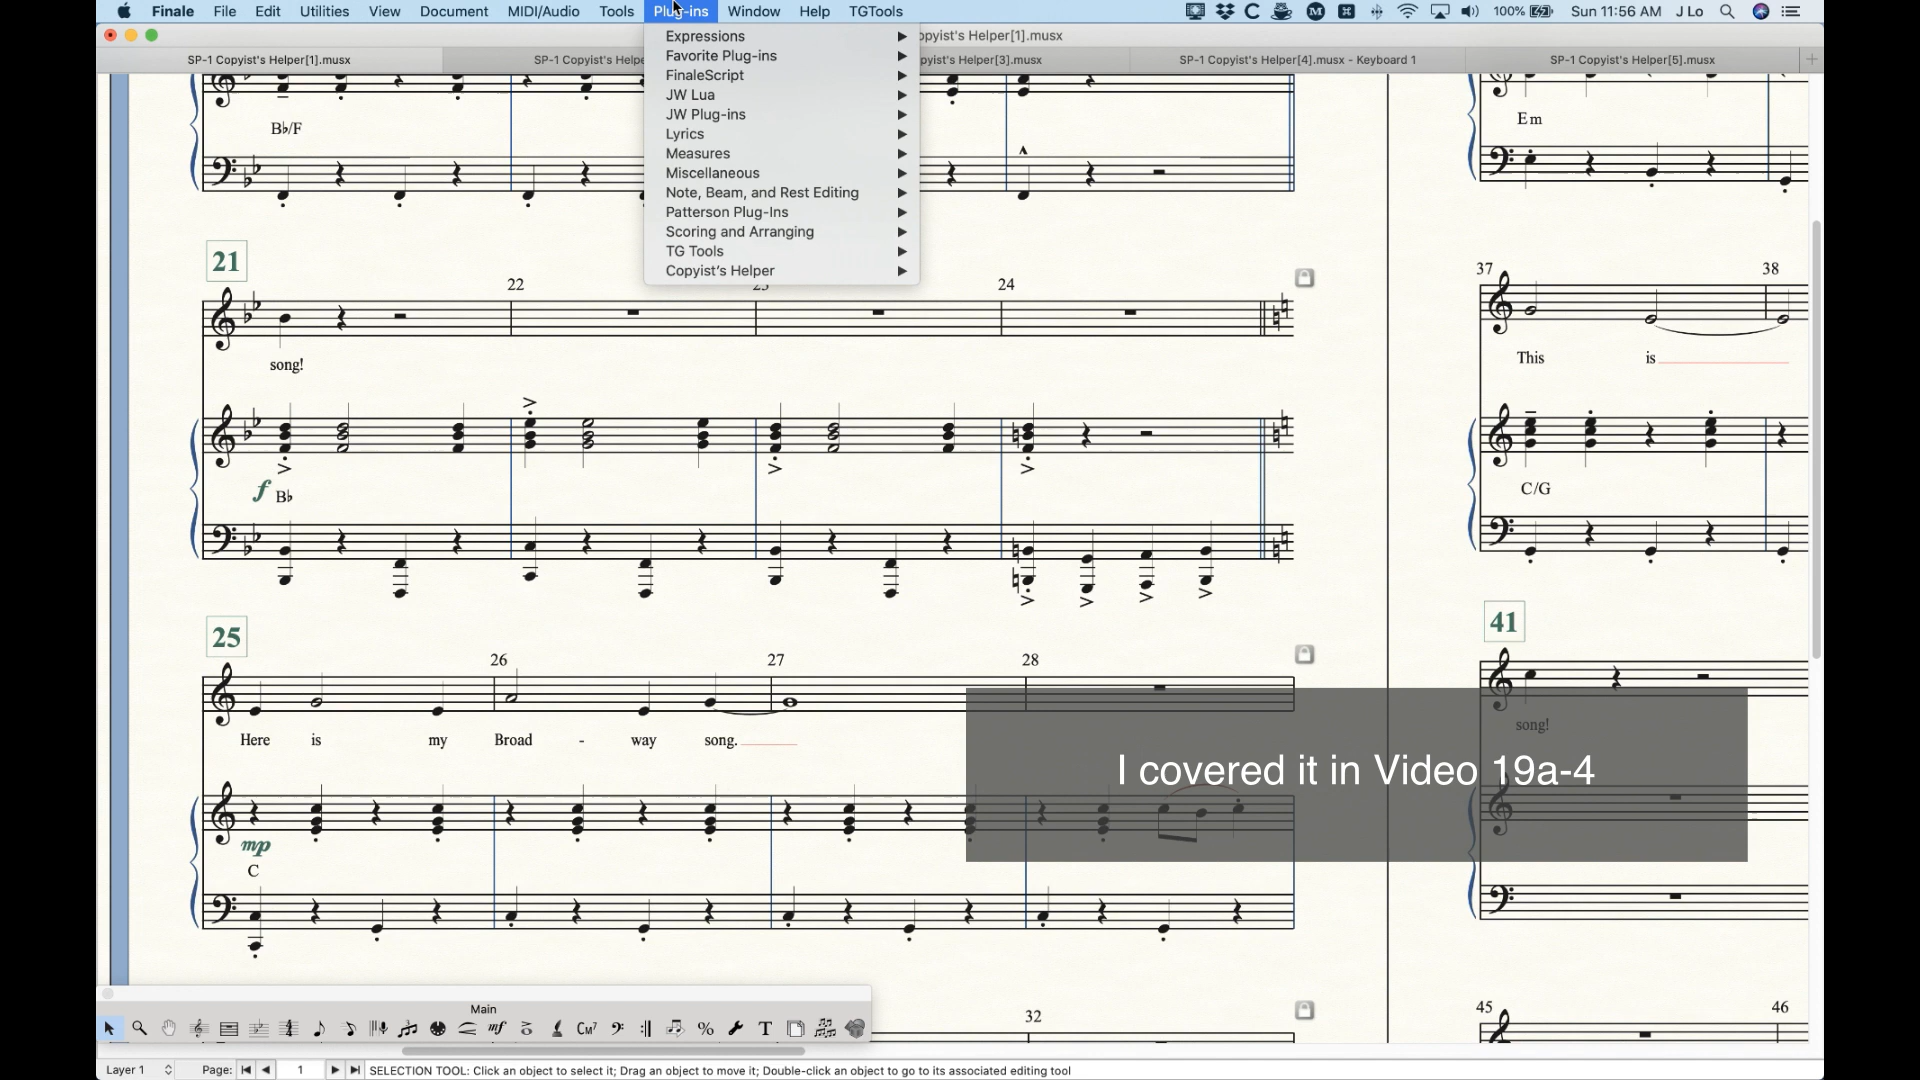 Finale File Edit Utilities View Document MIDI/Audio Tools Plug-ins Window Help TGTools 100% Sun 11:56 AM J Lo
opyist's Helper[1].musx
SP-1 Copyist's Helper[1].musx SP-1 Copyist's Helpe pyist's Helper[3].musx SP-1 Copyist's Helper[4].musx - Keyboard 1 SP-1 Copyist's Helper[5].musx
Expressions
Favorite Plug-ins
FinaleScript
JW Lua
JW Plug-ins
Lyrics
Measures
Miscellaneous
Note, Beam, and Rest Editing
Patterson Plug-Ins
Scoring and Arranging
TG Tools
Copyist's Helper
B♭/F
Em
21
22 23 24
37 38
song!
This is
f B♭
C/G
25
26 27 28
41
Here is my Broad - way song.
song!
I covered it in Video 19a-4
mp
C
32
45 46
Main
Layer 1 Page: 1 SELECTION TOOL: Click an object to select it; Drag an object to move it; Double-click an object to go to its associated editing tool